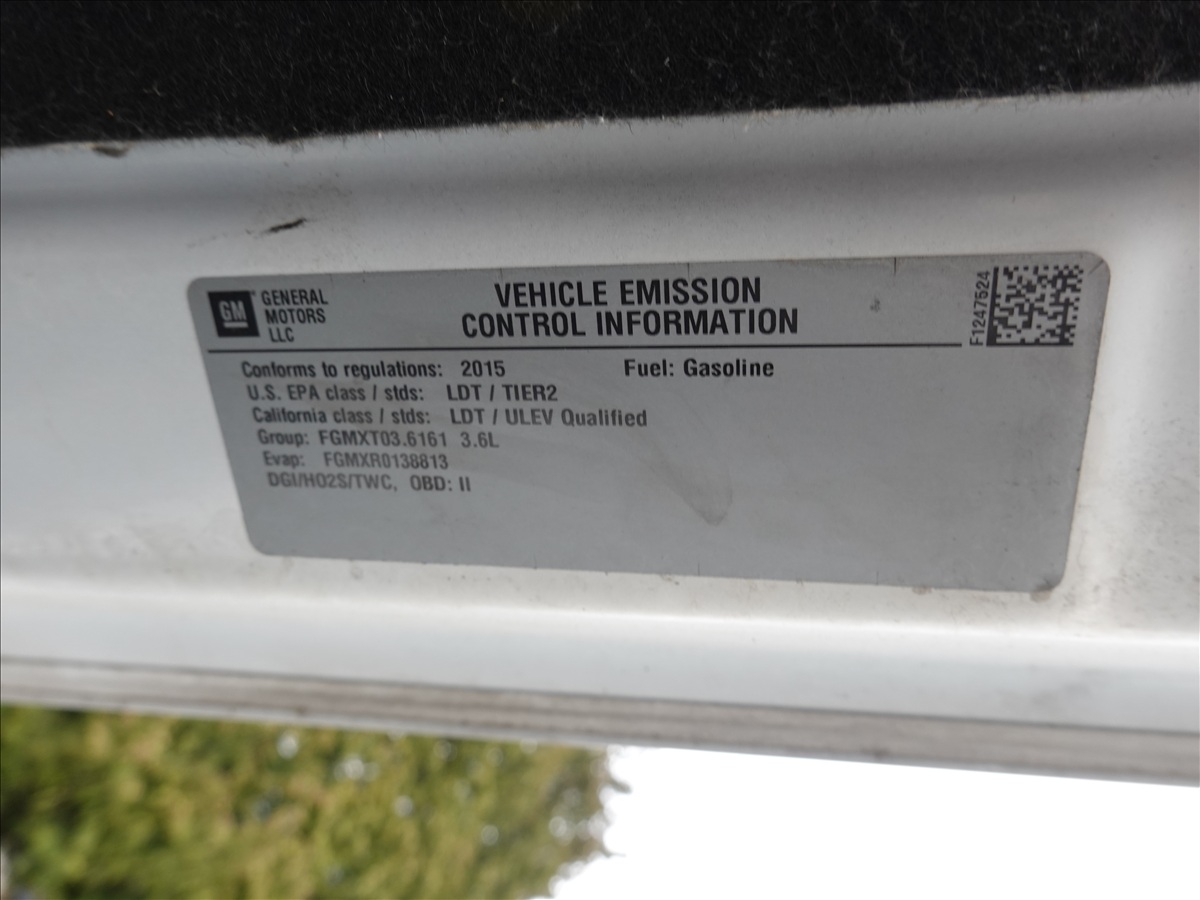 GM
GENERAL
MOTORS
LLC
VEHICLE EMISSION
CONTROL INFORMATION
F1247524
Conforms to regulations: 2015 Fuel: Gasoline
U.S. EPA class / stds: LDT / TIER2
California class / stds: LDT / ULEV Qualified
Group: FGMXT03.6161 3.6L
Evap: FGMXR0138813
DGI/HO2S/TWC, OBD: II